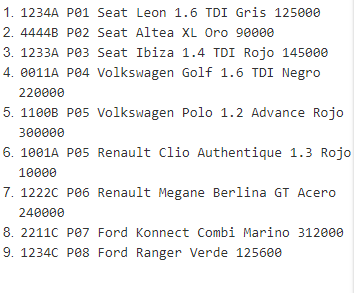 1. 1234A P01 Seat Leon 1.6 TDI Gris 125000
2. 4444B P02 Seat Altea XL Oro 90000
3. 1233A P03 Seat Ibiza 1.4 TDI Rojo 145000
4. 0011A P04 Volkswagen Golf 1.6 TDI Negro
220000
5. 1100B P05 Volkswagen Polo 1.2 Advance Rojo
300000
6. 1001A P05 Renault Clio Authentique 1.3 Rojo
10000
7. 1222C P06 Renault Megane Berlina GT Acero
240000
8. 2211C P07 Ford Konnect Combi Marino 312000
9. 1234C P08 Ford Ranger Verde 125600